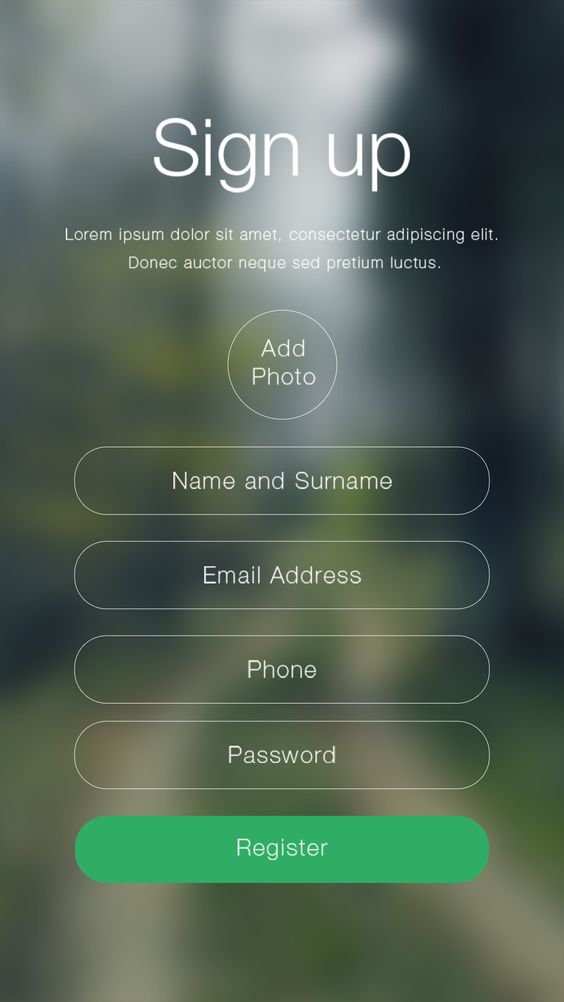 Sign up
Lorem ipsum dolor sit amet, consectetur adipiscing elit.
Donec auctor neque sed pretium luctus.
Add
Photo
Name and Surname
Email Address
Phone
Password
Register